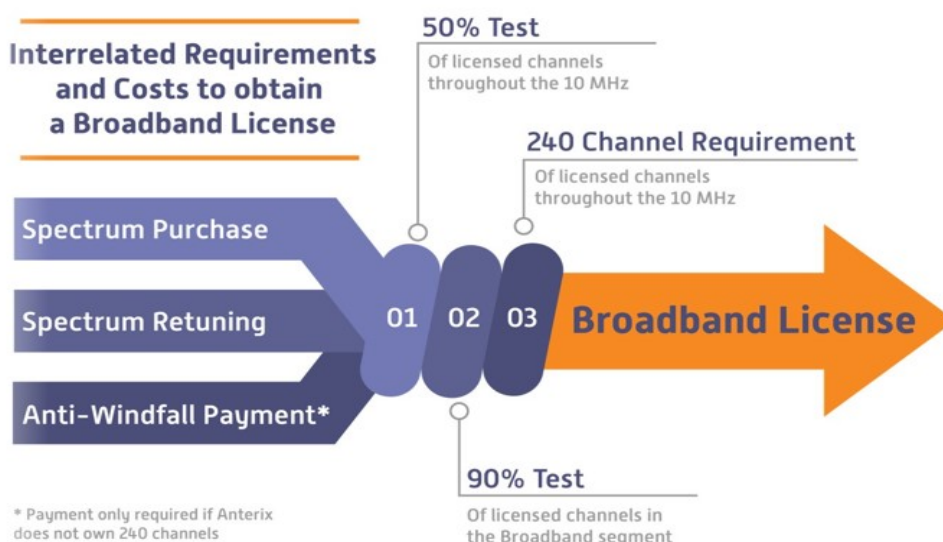 Interrelated Requirements
and Costs to obtain
a Broadband License
50% Test
Of licensed channels
throughout the 10 MHz
240 Channel Requirement
Of licensed channels
throughout the 10 MHz
Spectrum Purchase
Spectrum Retuning
Anti-Windfall Payment*
01
02
03
Broadband License
90% Test
Of licensed channels in
the Broadband segment
* Payment only required if Anterix
does not own 240 channels